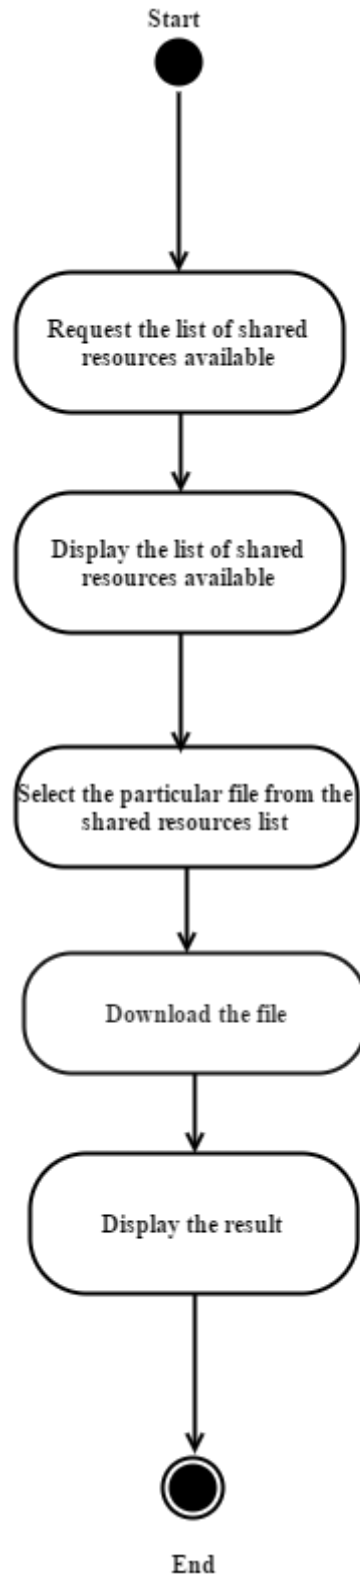 Start
Request the list of shared
resources available
Display the list of shared
resources available
Select the particular file from the
shared resources list
Download the file
Display the result
End